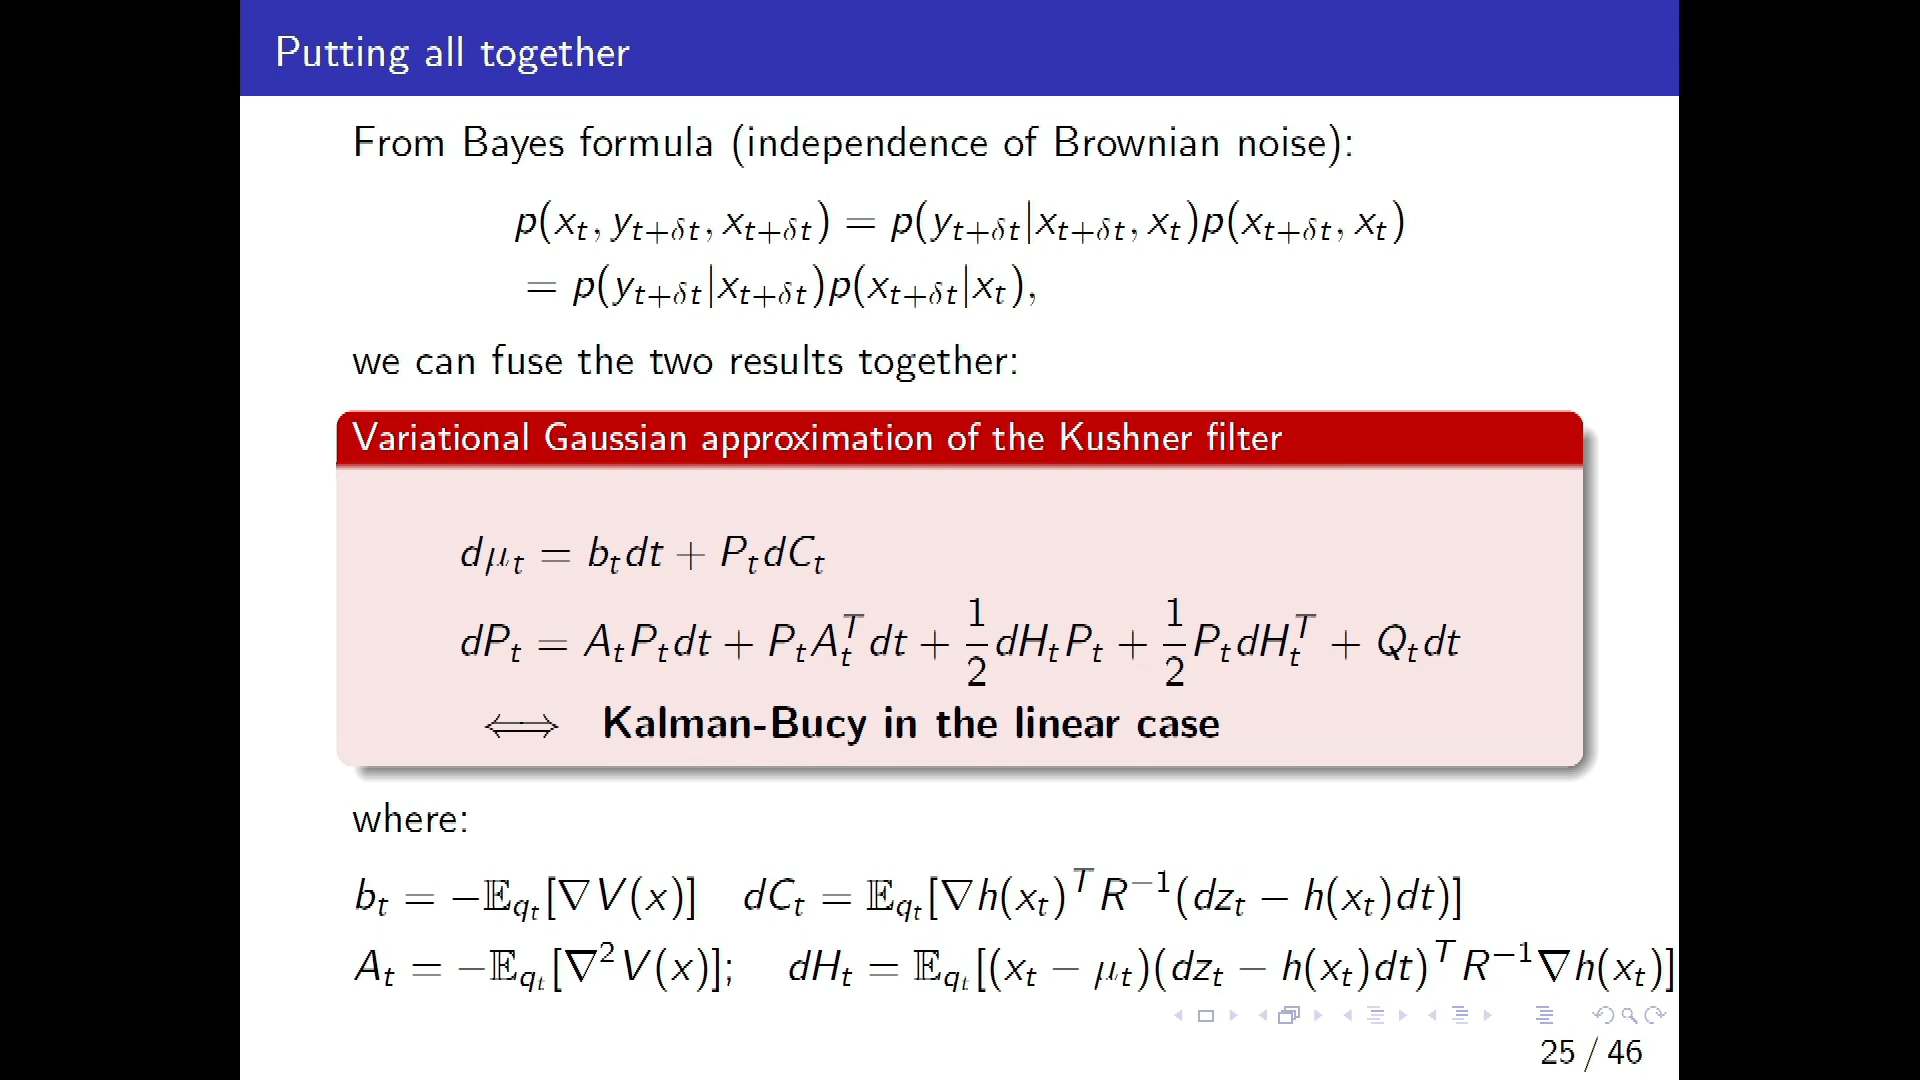 Putting all together
From Bayes formula (independence of Brownian noise):
p(x_t, y_{t+δt}, x_{t+δt}) = p(y_{t+δt}|x_{t+δt}, x_t)p(x_{t+δt}, x_t)
= p(y_{t+δt}|x_{t+δt})p(x_{t+δt}|x_t),
we can fuse the two results together:
Variational Gaussian approximation of the Kushner filter
dμ_t = b_t dt + P_t dC_t
dP_t = A_t P_t dt + P_t A_t^T dt + \frac{1}{2} dH_t P_t + \frac{1}{2} P_t dH_t^T + Q_t dt
⟺ Kalman-Bucy in the linear case
where:
b_t = −𝔼_{q_t}[∇V(x)] dC_t = 𝔼_{q_t}[∇h(x_t)^T R^{−1}(dz_t − h(x_t)dt)]
A_t = −𝔼_{q_t}[∇²V(x)]; dH_t = 𝔼_{q_t}[(x_t − μ_t)(dz_t − h(x_t)dt)^T R^{−1}∇h(x_t)]
25 / 46